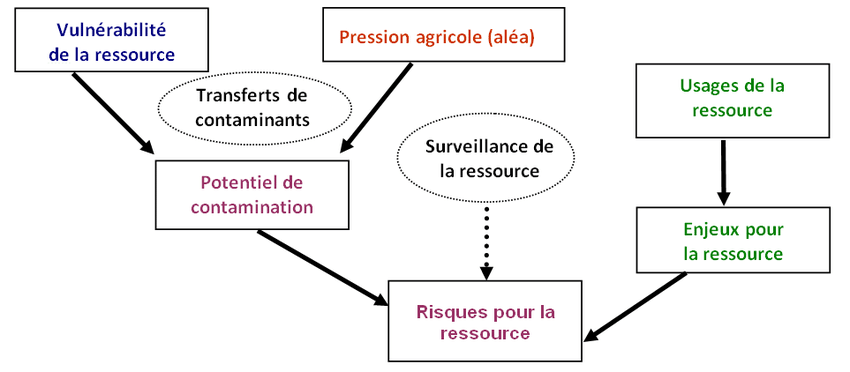 Vulnérabilité
de la ressource
Pression agricole (aléa)
Transferts de
contaminants
Usages de la
ressource
Surveillance de
la ressource
Potentiel de
contamination
Enjeux pour
la ressource
Risques pour la
ressource